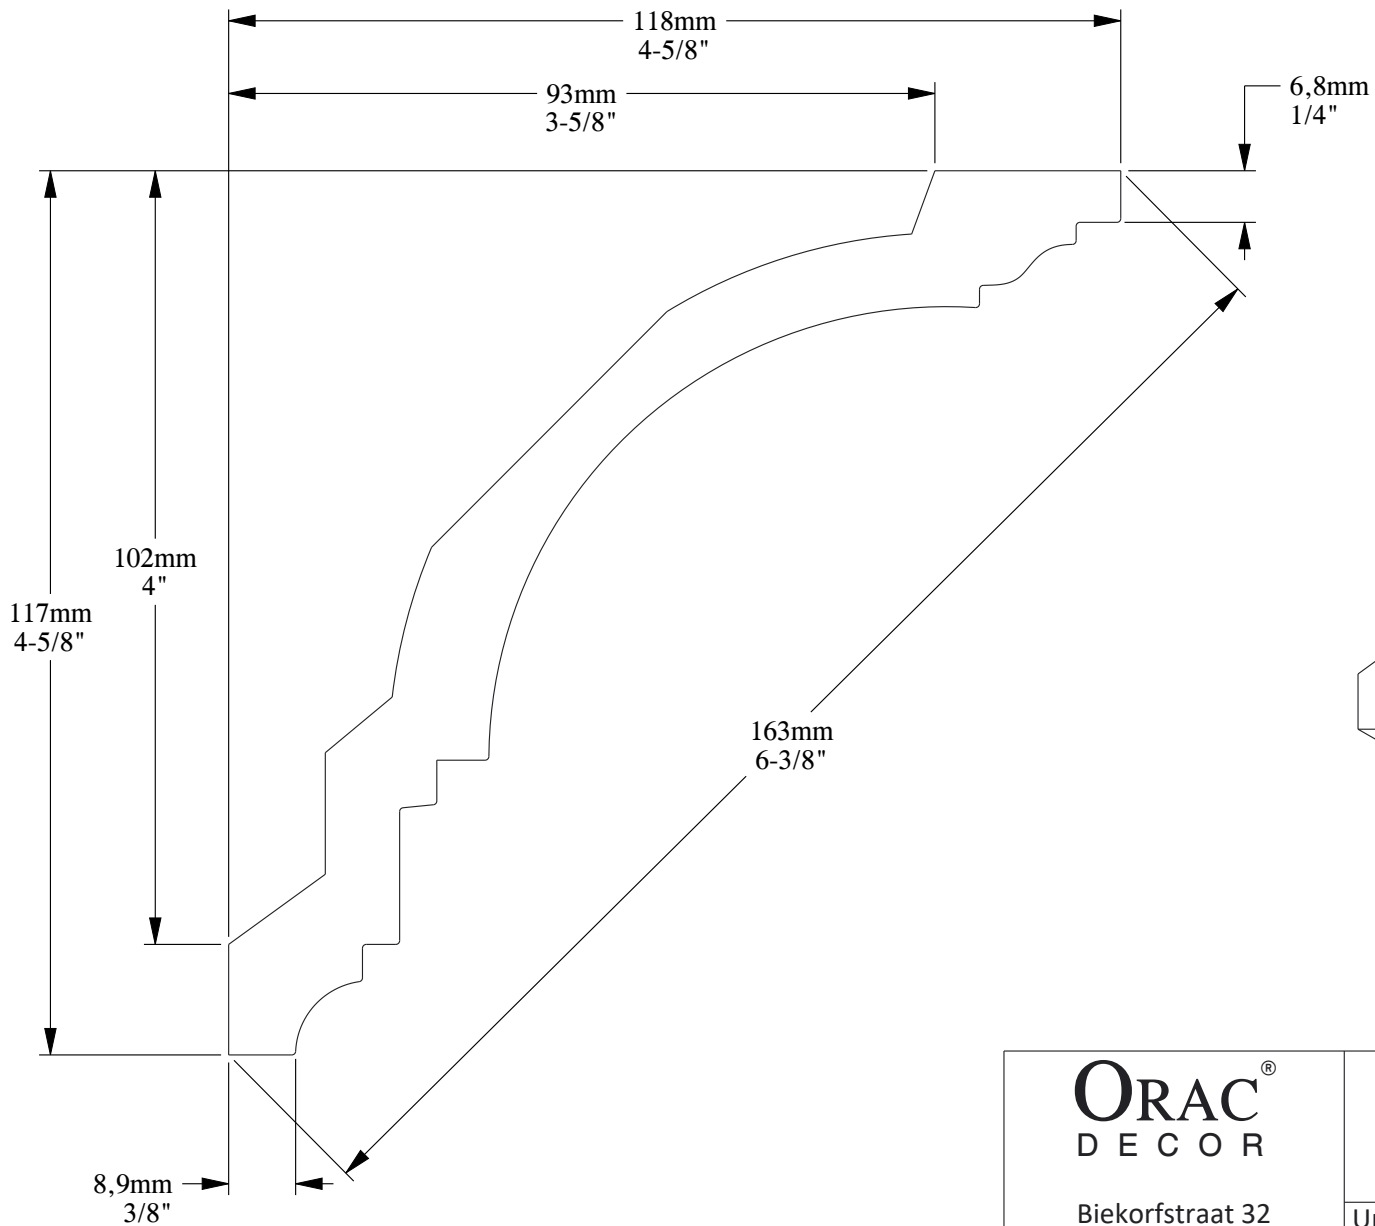 118mm
4-5/8"
93mm
3-5/8"
6,8mm
1/4"
102mm
4"
117mm
4-5/8"
163mm
6-3/8"
8,9mm
3/8"
ORAC®
DECOR
Biekorfstraat 32